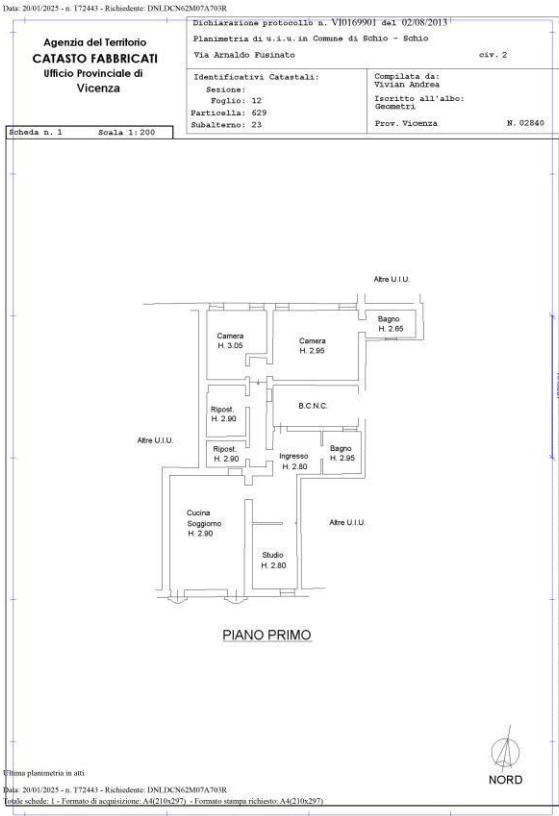 Data: 20/01/2025 - n. T72443 - Richiedente: DNLDCN62M07A703R
Agenzia del Territorio
CATASTO FABBRICATI
Ufficio Provinciale di
Vicenza
Dichiarazione protocollo n. VI0169901 del 02/08/2013
Planimetria di u.i.u. in Comune di Schio - Schio
Via Arnaldo Fusinato civ. 2
Identificativi Catastali:
Sezione:
Foglio: 12
Particella: 629
Subalterno: 23
Compilata da:
Vivian Andrea
Iscritto all'albo:
Geometri
Prov. Vicenza N. 02840
Scheda n. 1 Scala 1:200
Altre U.I.U.
Bagno
H. 2.65
Camera
H. 3.05
Camera
H. 2.95
Ripost.
H. 2.90
B.C.N.C.
Altre U.I.U.
Ripost.
H. 2.90
Ingresso
H. 2.80
Bagno
H. 2.95
Cucina
Soggiorno
H. 2.90
Altre U.I.U.
Studio
H. 2.80
PIANO PRIMO
NORD
Ultima planimetria in atti
Data: 20/01/2025 - n. T72443 - Richiedente: DNLDCN62M07A703R
Totale schede: 1 - Formato di acquisizione: A4(210x297) - Formato stampa richiesto: A4(210x297)